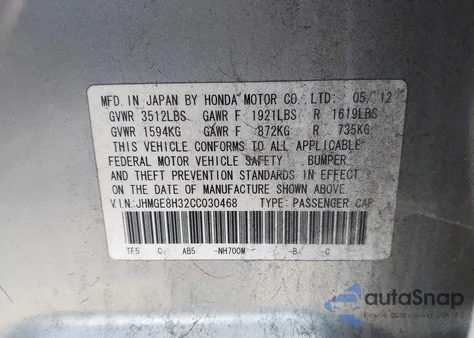 MFD. IN JAPAN BY HONDA MOTOR CO., LTD. 05/12
GVWR 3512LBS GAWR F 1921LBS R 1619LBS
GVWR 1594KG GAWR F 872KG R 735KG
THIS VEHICLE CONFORMS TO ALL APPLICABLE
FEDERAL MOTOR VEHICLE SAFETY, BUMPER,
AND THEFT PREVENTION STANDARDS IN EFFECT
ON THE DATE OF MANUFACTURE SHOWN ABOVE.
V.I.N:JHMGE8H32CC030468 TYPE: PASSENGER CAR
TF5 C AB5 -NH700M -B- -C
autoSnap